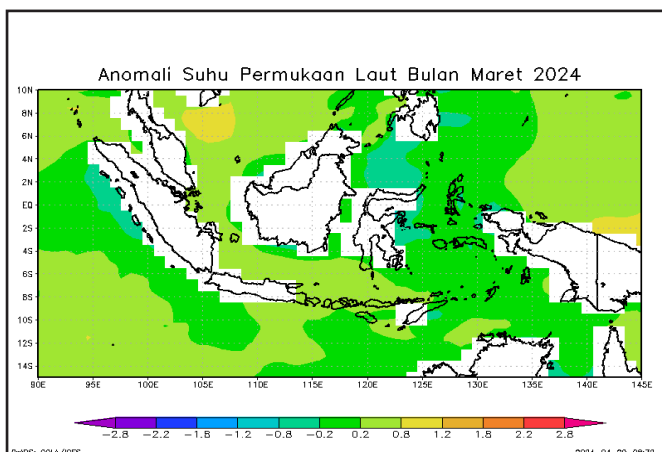 Anomali Suhu Permukaan Laut Bulan Maret 2024
10N
8N
6N
4N
2N
EQ
2S
4S
6S
8S
10S
12S
14S
90E 95E 100E 105E 110E 115E 120E 125E 130E 135E 140E 145E
-2.8 -2.2 -1.8 -1.2 -0.8 -0.2 0.2 0.8 1.2 1.8 2.2 2.8